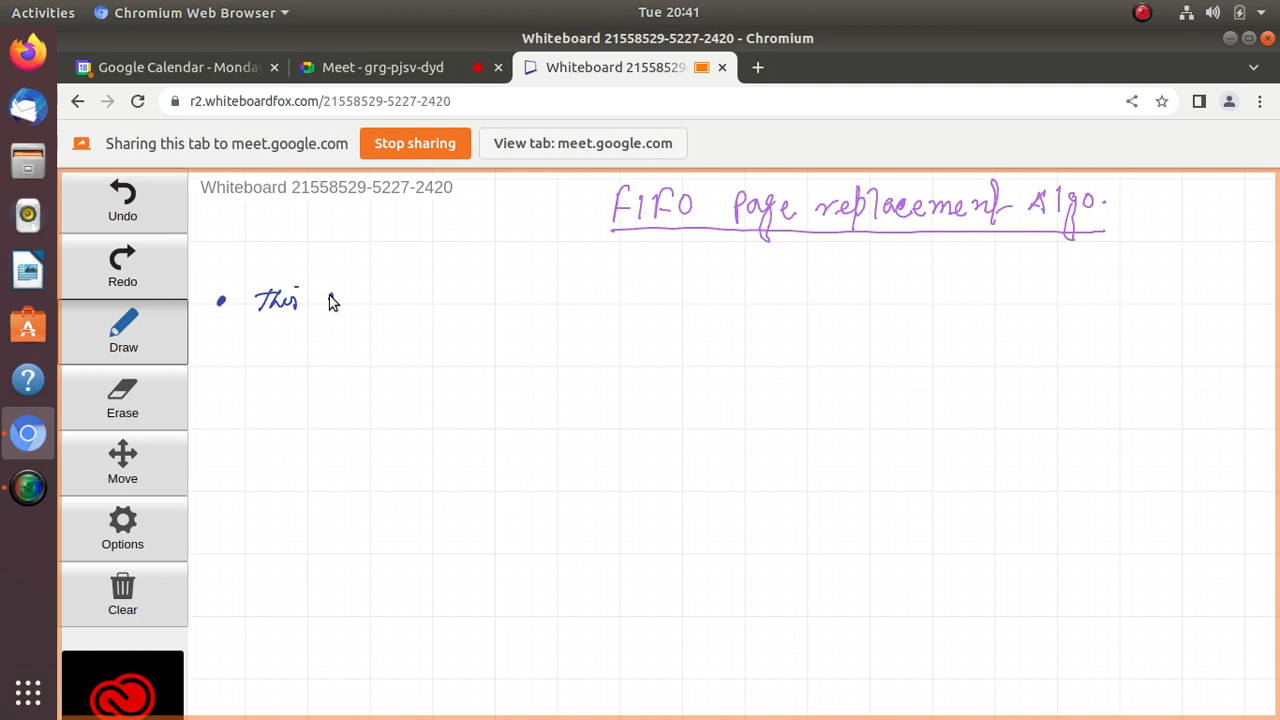 Activities Chromium Web Browser Tue 20:41
Whiteboard 21558529-5227-2420 - Chromium
Google Calendar - Monda Meet - grg-pjsv-dyd Whiteboard 21558529
r2.whiteboardfox.com/21558529-5227-2420
Sharing this tab to meet.google.com Stop sharing View tab: meet.google.com
Whiteboard 21558529-5227-2420
FIFO Page replacement Algo.
Undo
Redo
• This
Draw
Erase
Move
Options
Clear